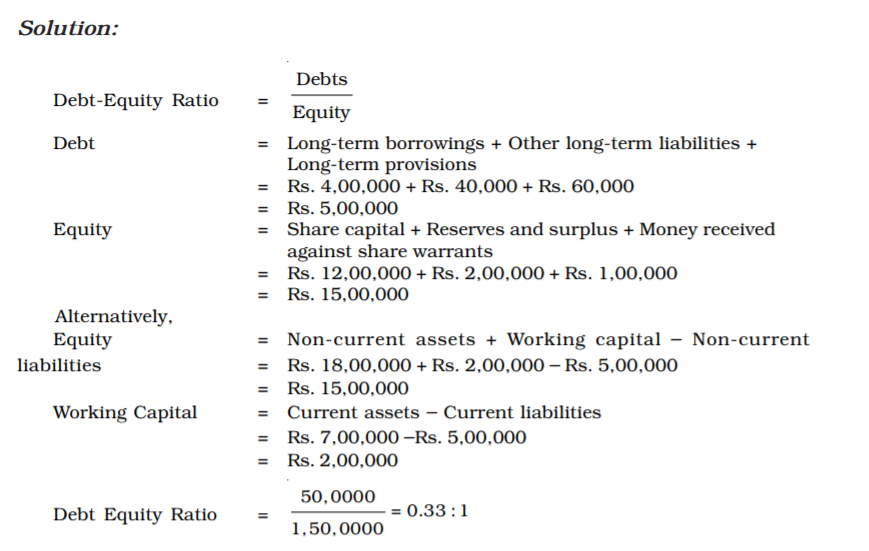 Solution:
Debts
Debt-Equity Ratio =
Equity
Debt = Long-term borrowings + Other long-term liabilities +
Long-term provisions
= Rs. 4,00,000 + Rs. 40,000 + Rs. 60,000
= Rs. 5,00,000
Equity = Share capital + Reserves and surplus + Money received
against share warrants
= Rs. 12,00,000 + Rs. 2,00,000 + Rs. 1,00,000
= Rs. 15,00,000
Alternatively,
Equity = Non-current assets + Working capital – Non-current
liabilities = Rs. 18,00,000 + Rs. 2,00,000 – Rs. 5,00,000
= Rs. 15,00,000
Working Capital = Current assets – Current liabilities
= Rs. 7,00,000 –Rs. 5,00,000
= Rs. 2,00,000
50,0000
Debt Equity Ratio = = 0.33 : 1
1,50,0000